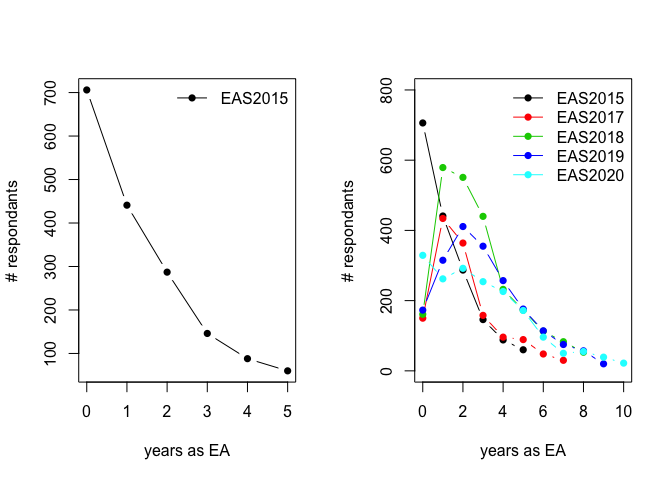 EAS2015
700
600
500
400
300
200
100
# respondants
0 1 2 3 4 5
years as EA
EAS2015
EAS2017
EAS2018
EAS2019
EAS2020
800
600
400
200
0
# respondants
0 2 4 6 8 10
years as EA